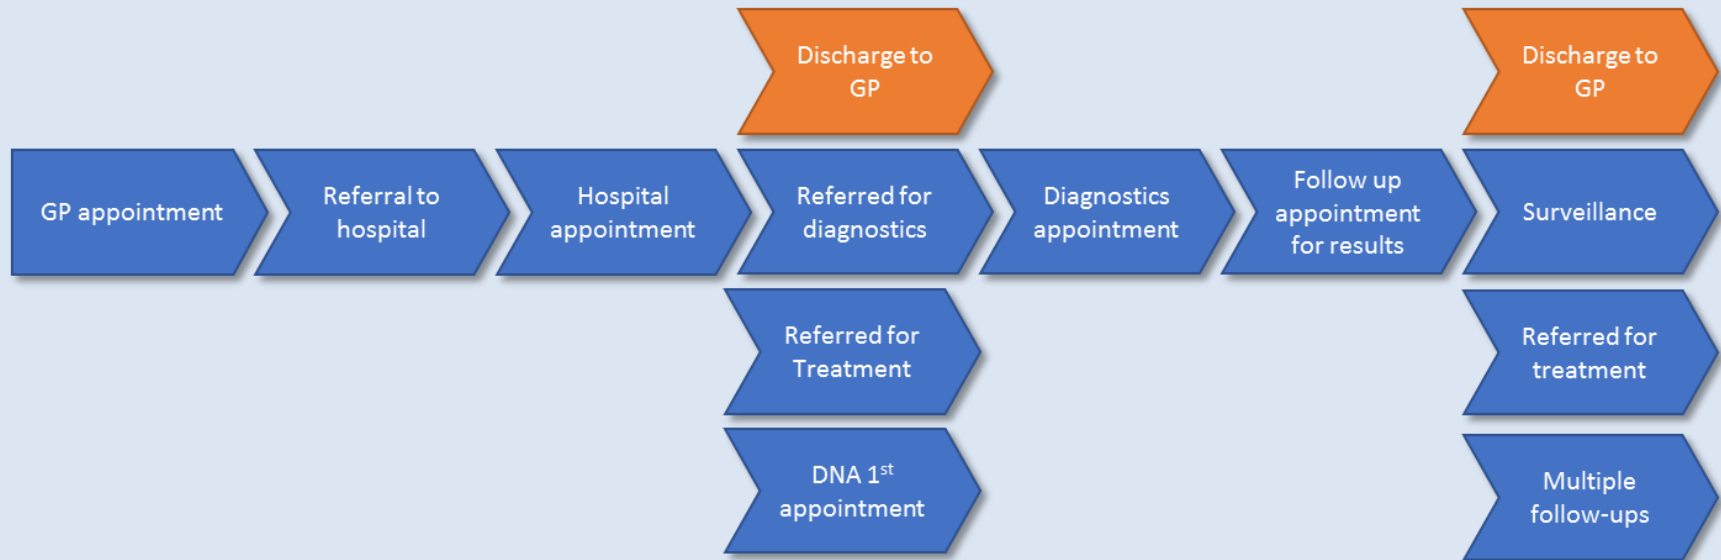 Discharge to
GP
Discharge to
GP
GP appointment
Referral to
hospital
Hospital
appointment
Referred for
diagnostics
Diagnostics
appointment
Follow up
appointment
for results
Surveillance
Referred for
Treatment
Referred for
treatment
DNA 1st
appointment
Multiple
follow-ups